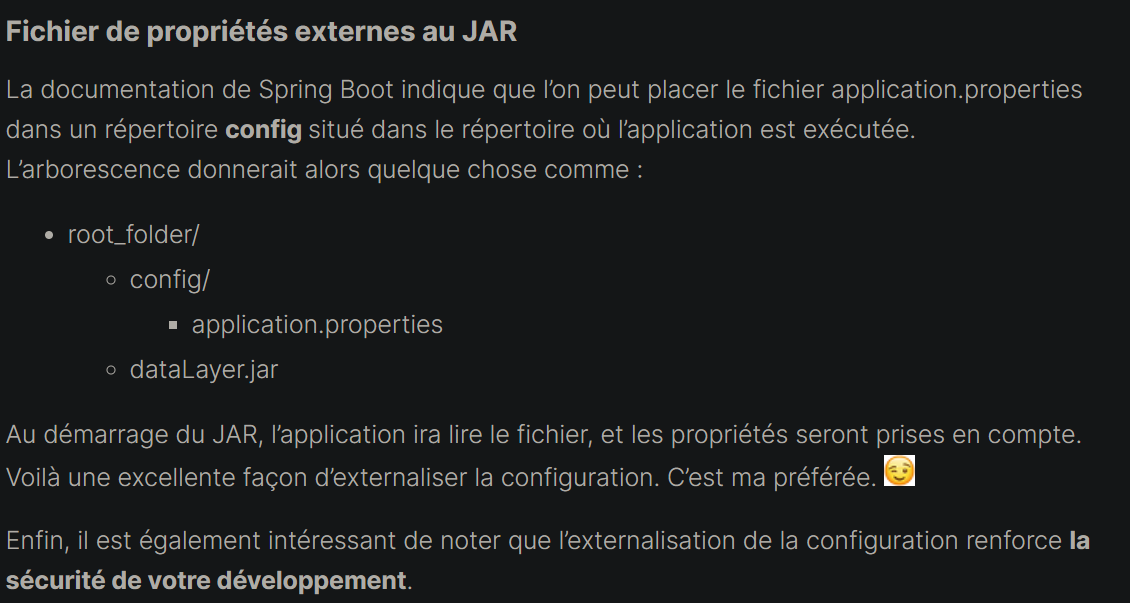 Fichier de propriétés externes au JAR
La documentation de Spring Boot indique que l’on peut placer le fichier application.properties
dans un répertoire config situé dans le répertoire où l’application est exécutée.
L’arborescence donnerait alors quelque chose comme :
root_folder/
config/
application.properties
dataLayer.jar
Au démarrage du JAR, l’application ira lire le fichier, et les propriétés seront prises en compte.
Voilà une excellente façon d’externaliser la configuration. C’est ma préférée. 😉
Enfin, il est également intéressant de noter que l’externalisation de la configuration renforce la
sécurité de votre développement.